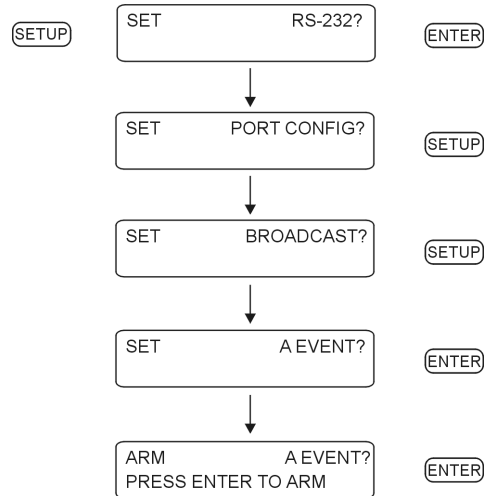 SETUP SET RS-232? ENTER
SET PORT CONFIG? SETUP
SET BROADCAST? SETUP
SET A EVENT? ENTER
ARM A EVENT? ENTER
PRESS ENTER TO ARM